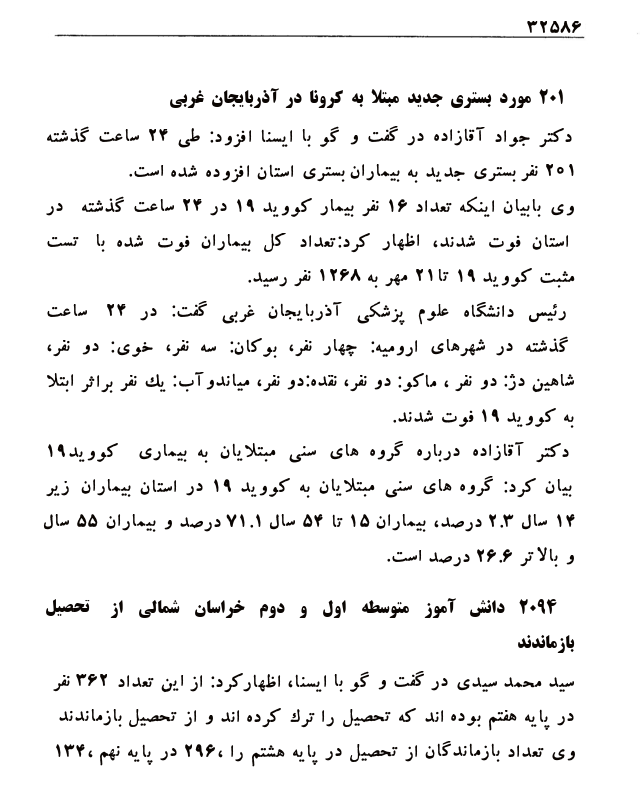 ۳۲۵۸۶
۲۰۱ مورد بستری جدید مبتلا به کرونا در آذربایجان غربی
دکتر جواد آقازاده در گفت و گو با ایسنا افزود: طی ۲۴ ساعت گذشته
۲۰۱ نفر بستری جدید به بیماران بستری استان افزوده شده است.
وی بابیان اینکه تعداد ۱۶ نفر بیمار کووید ۱۹ در ۲۴ ساعت گذشته در
استان فوت شدند، اظهار کرد:تعداد کل بیماران فوت شده با تست
مثبت کووید ۱۹ تا۲۱ مهر به ۱۲۶۸ نفر رسید.
رئیس دانشگاه علوم پزشکی آذربایجان غربی گفت: در ۲۴ ساعت
گذشته در شهرهای ارومیه: چهار نفر، بوکان: سه نفر، خوی: دو نفر،
شاهین دژ: دو نفر ، ماکو: دو نفر، نقده:دو نفر، میاندوآب: یك نفر براثر ابتلا
به کووید ۱۹ فوت شدند.
دکتر آقازاده درباره گروه های سنی مبتلایان به بیماری کووید۱۹
بیان کرد: گروه های سنی مبتلایان به کووید ۱۹ در استان بیماران زیر
۱۴ سال ۲.۳ درصد، بیماران ۱۵ تا ۵۴ سال ۷۱.۱ درصد و بیماران ۵۵ سال
و بالاتر ۲۶.۶ درصد است.
۲۰۹۴ دانش آموز متوسطه اول و دوم خراسان شمالی از تحصیل
بازماندند
سید محمد سیدی در گفت و گو با ایسنا، اظهارکرد: از این تعداد ۳۶۲ نفر
در پایه هفتم بوده اند که تحصیل را ترك کرده اند و از تحصیل بازماندند
وی تعداد بازماندگان از تحصیل در پایه هشتم را ،۲۹۶ در پایه نهم ،۱۳۴